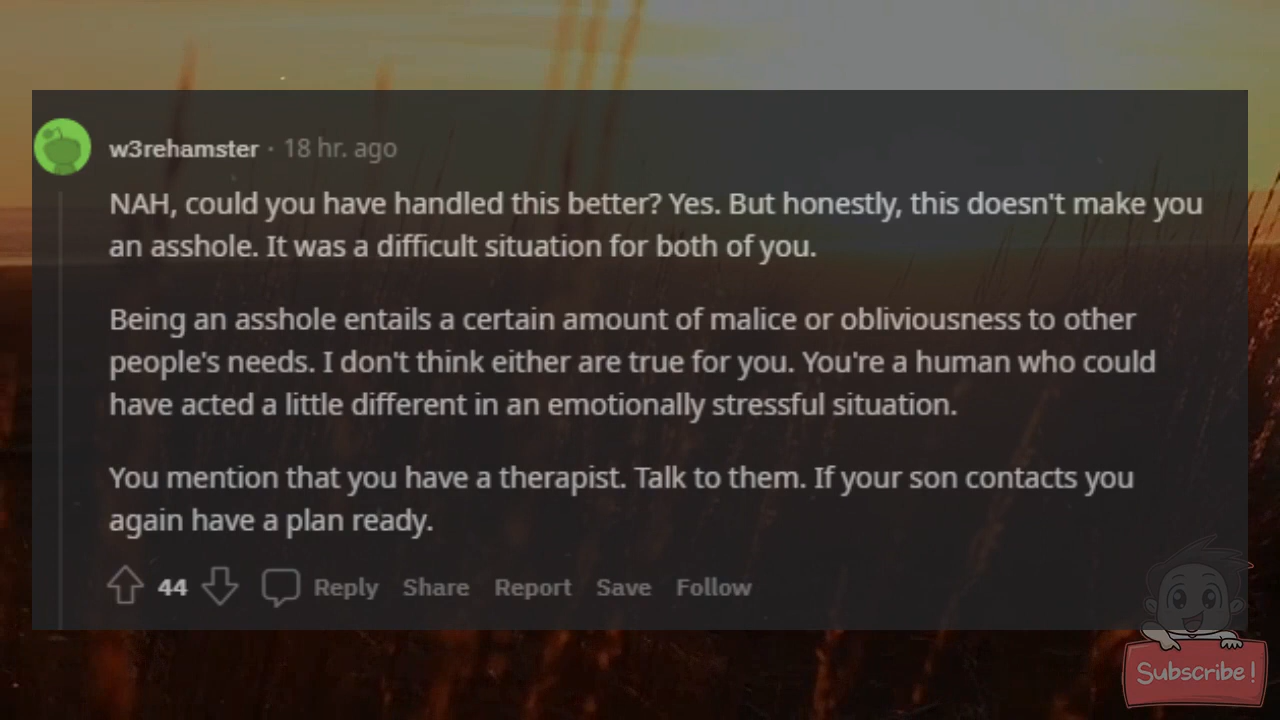 w3rehamster · 18 hr. ago
NAH, could you have handled this better? Yes. But honestly, this doesn't make you
an asshole. It was a difficult situation for both of you.
Being an asshole entails a certain amount of malice or obliviousness to other
people's needs. I don't think either are true for you. You're a human who could
have acted a little different in an emotionally stressful situation.
You mention that you have a therapist. Talk to them. If your son contacts you
again have a plan ready.
44 Reply Share Report Save Follow
Subscribe!